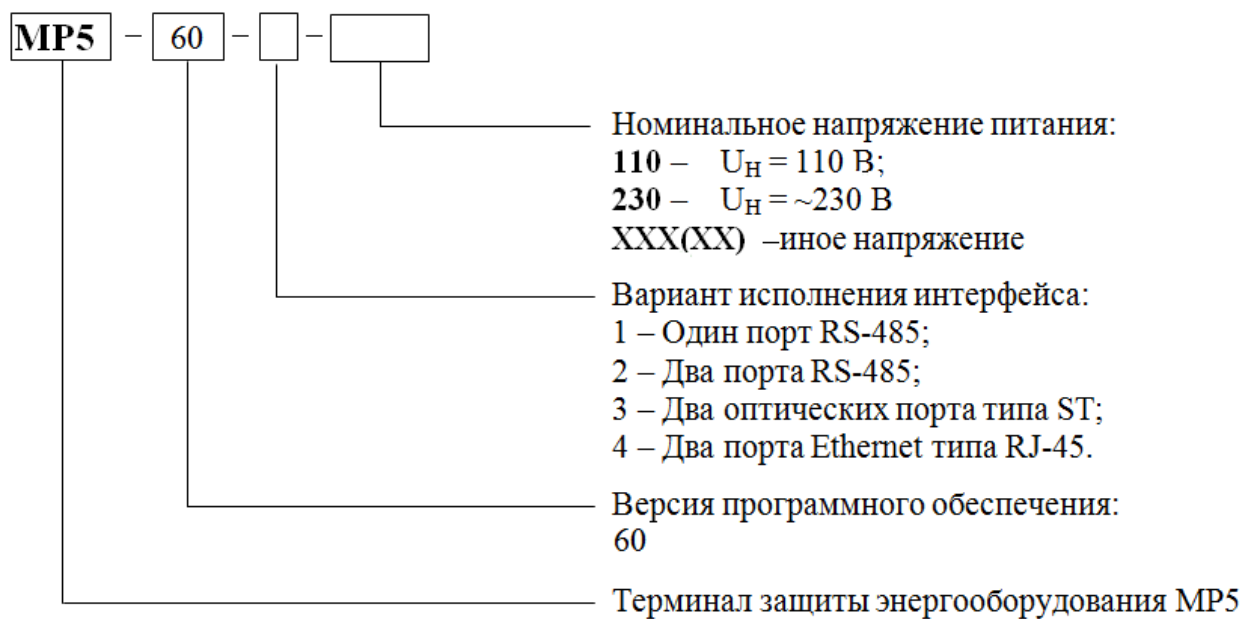 МР5 – 60 – –
Номинальное напряжение питания:
110 – UН = 110 В;
230 – UН = ~230 В
XXX(XX) –иное напряжение
Вариант исполнения интерфейса:
1 – Один порт RS-485;
2 – Два порта RS-485;
3 – Два оптических порта типа ST;
4 – Два порта Ethernet типа RJ-45.
Версия программного обеспечения:
60
Терминал защиты энергооборудования МР5